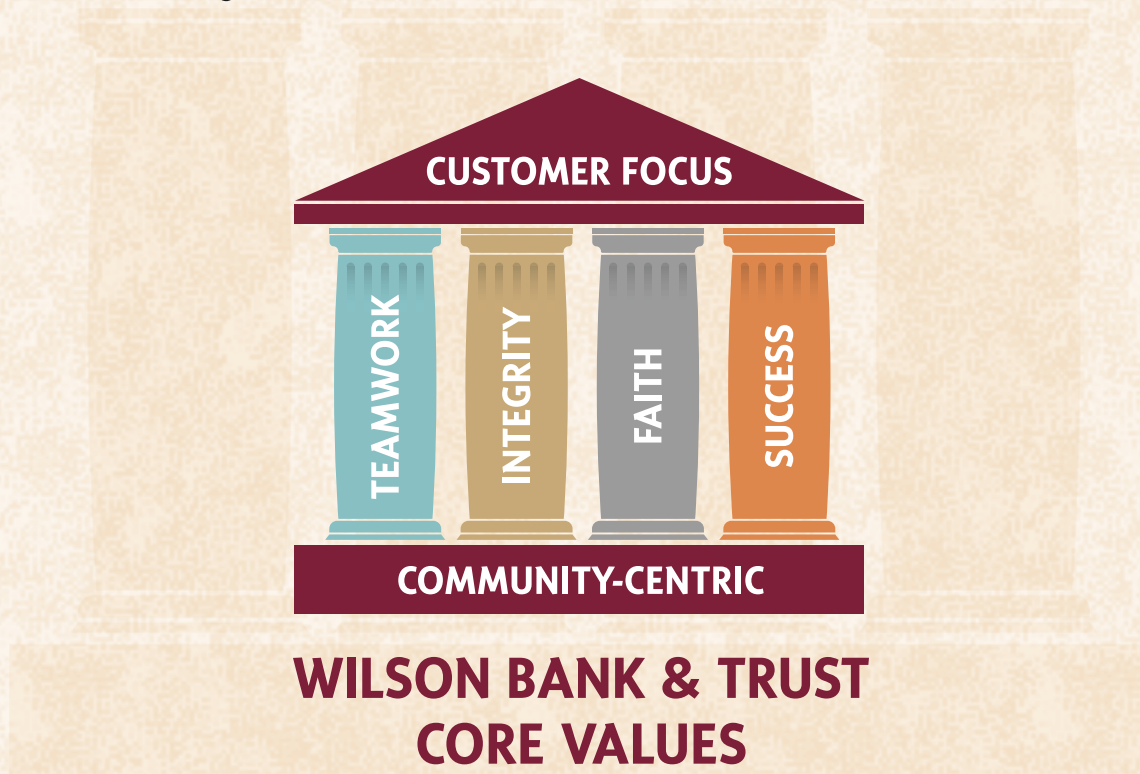 CUSTOMER FOCUS
TEAMWORK
INTEGRITY
FAITH
SUCCESS
COMMUNITY-CENTRIC
WILSON BANK & TRUST
CORE VALUES